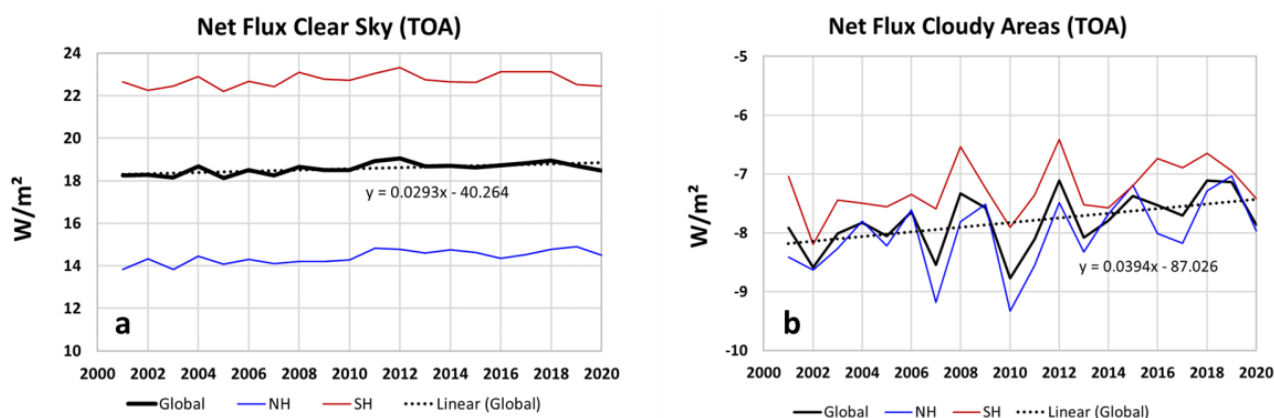 Net Flux Clear Sky (TOA)
24
22
20
18
16
14
12
10
W/m²
y = 0.0293x - 40.264
a
2000 2002 2004 2006 2008 2010 2012 2014 2016 2018 2020
Global NH SH Linear (Global)
Net Flux Cloudy Areas (TOA)
-5
-6
-7
-8
-9
-10
W/m²
y = 0.0394x - 87.026
b
2000 2002 2004 2006 2008 2010 2012 2014 2016 2018 2020
Global NH SH Linear (Global)